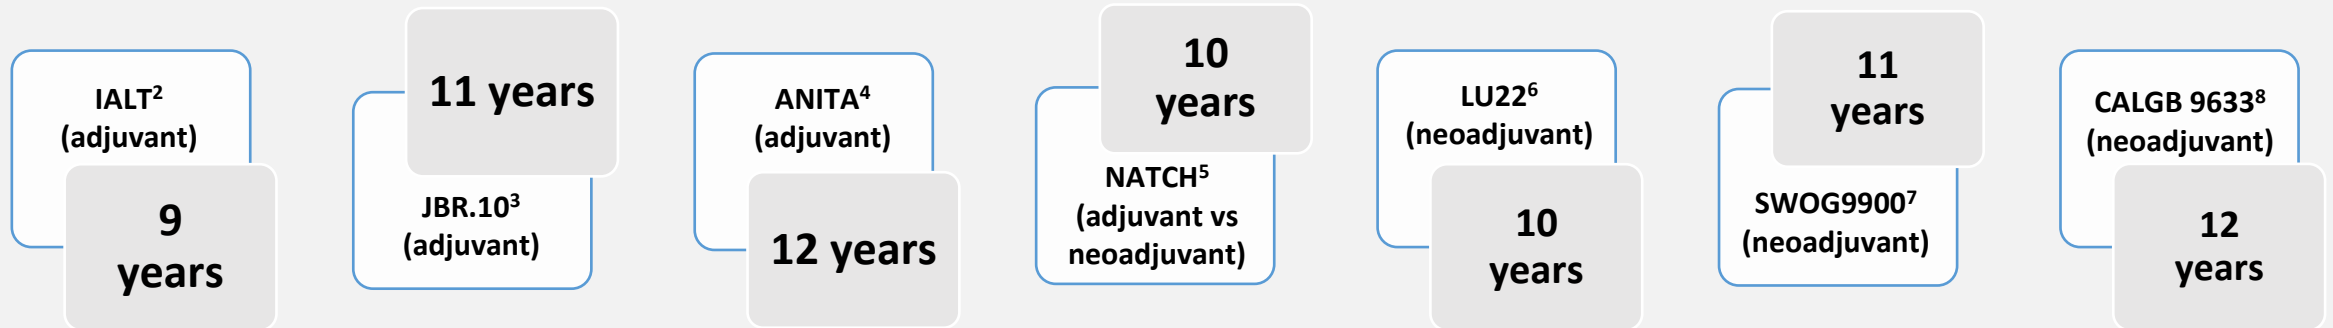 IALT²
(adjuvant)
9
years
11 years
JBR.10³
(adjuvant)
ANITA⁴
(adjuvant)
12 years
10
years
NATCH⁵
(adjuvant vs
neoadjuvant)
LU22⁶
(neoadjuvant)
10
years
11
years
SWOG9900⁷
(neoadjuvant)
CALGB 9633⁸
(neoadjuvant)
12
years